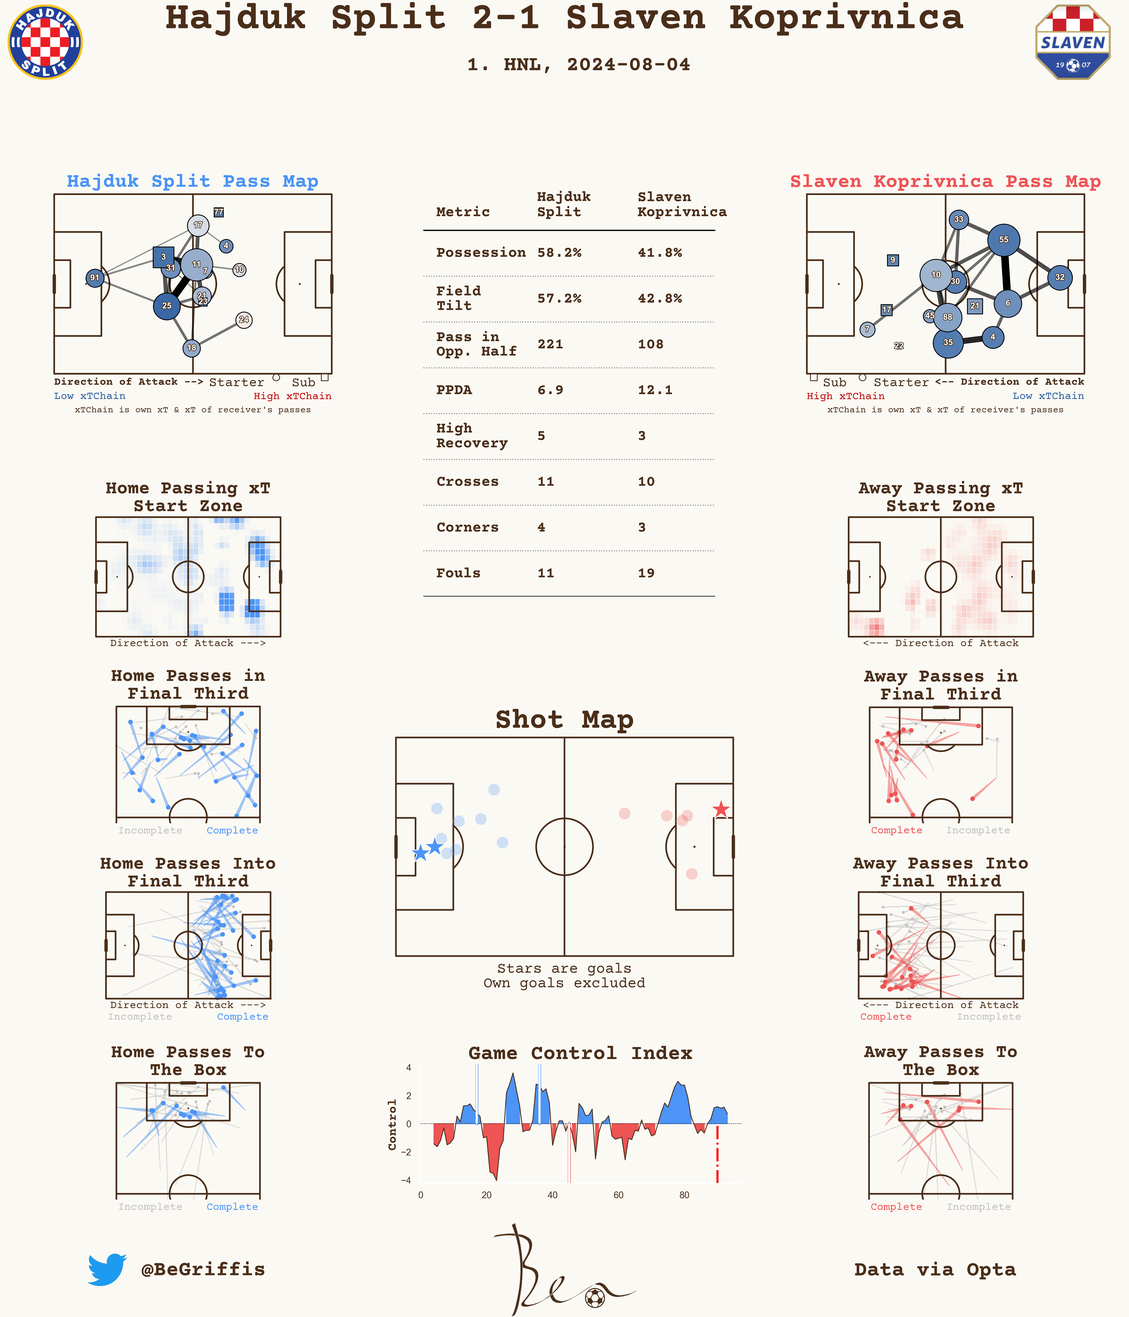 Hajduk Split 2-1 Slaven Koprivnica
1. HNL, 2024-08-04
HAJDUK
SPLIT
SLAVEN
19 07
Hajduk Split Pass Map
77
17
4
3
31
11
7
10
91
25
21
23
24
18
Direction of Attack --> Starter Sub
Low xTChain High xTChain
xTChain is own xT & xT of receiver's passes
Metric Hajduk Split Slaven Koprivnica
Possession 58.2% 41.8%
Field Tilt 57.2% 42.8%
Pass in Opp. Half 221 108
PPDA 6.9 12.1
High Recovery 5 3
Crosses 11 10
Corners 4 3
Fouls 11 19
Slaven Koprivnica Pass Map
33
55
9
10
30
32
17
21
6
45
88
7
22
35
4
Sub Starter <-- Direction of Attack
High xTChain Low xTChain
xTChain is own xT & xT of receiver's passes
Home Passing xT
Start Zone
Direction of Attack --->
Away Passing xT
Start Zone
<--- Direction of Attack
Home Passes in
Final Third
Incomplete Complete
Away Passes in
Final Third
Complete Incomplete
Shot Map
Stars are goals
Own goals excluded
Home Passes Into
Final Third
Direction of Attack --->
Incomplete Complete
Away Passes Into
Final Third
<--- Direction of Attack
Complete Incomplete
Home Passes To
The Box
Incomplete Complete
Game Control Index
Control
4
2
0
−2
−4
0 20 40 60 80
Away Passes To
The Box
Complete Incomplete
@BeGriffis
Bea
Data via Opta